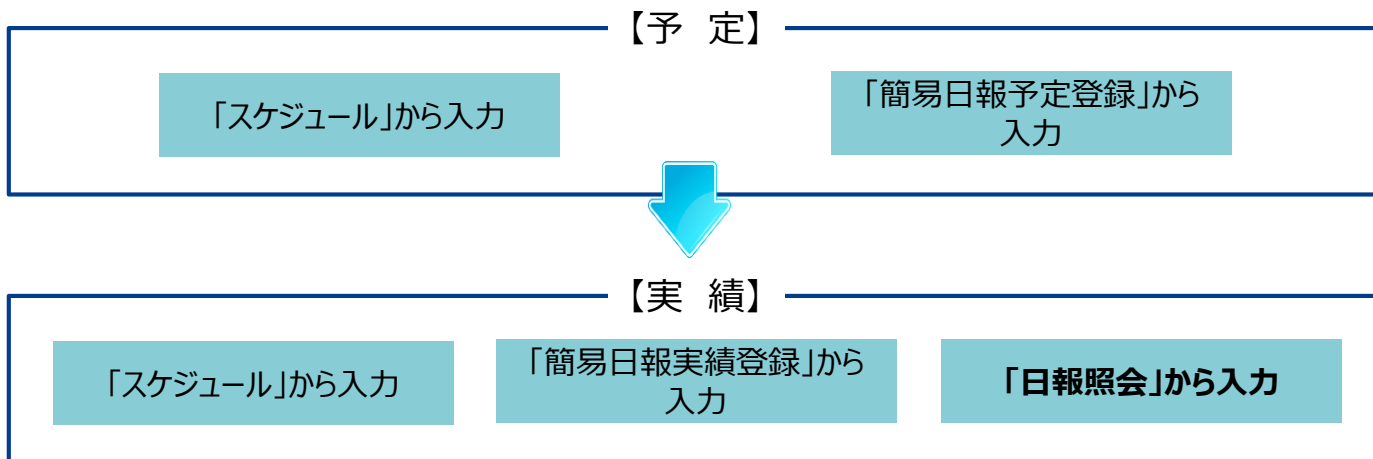 【予　定】
「スケジュール」から入力
「簡易日報予定登録」から
入力
【実　績】
「スケジュール」から入力
「簡易日報実績登録」から
入力
「日報照会」から入力